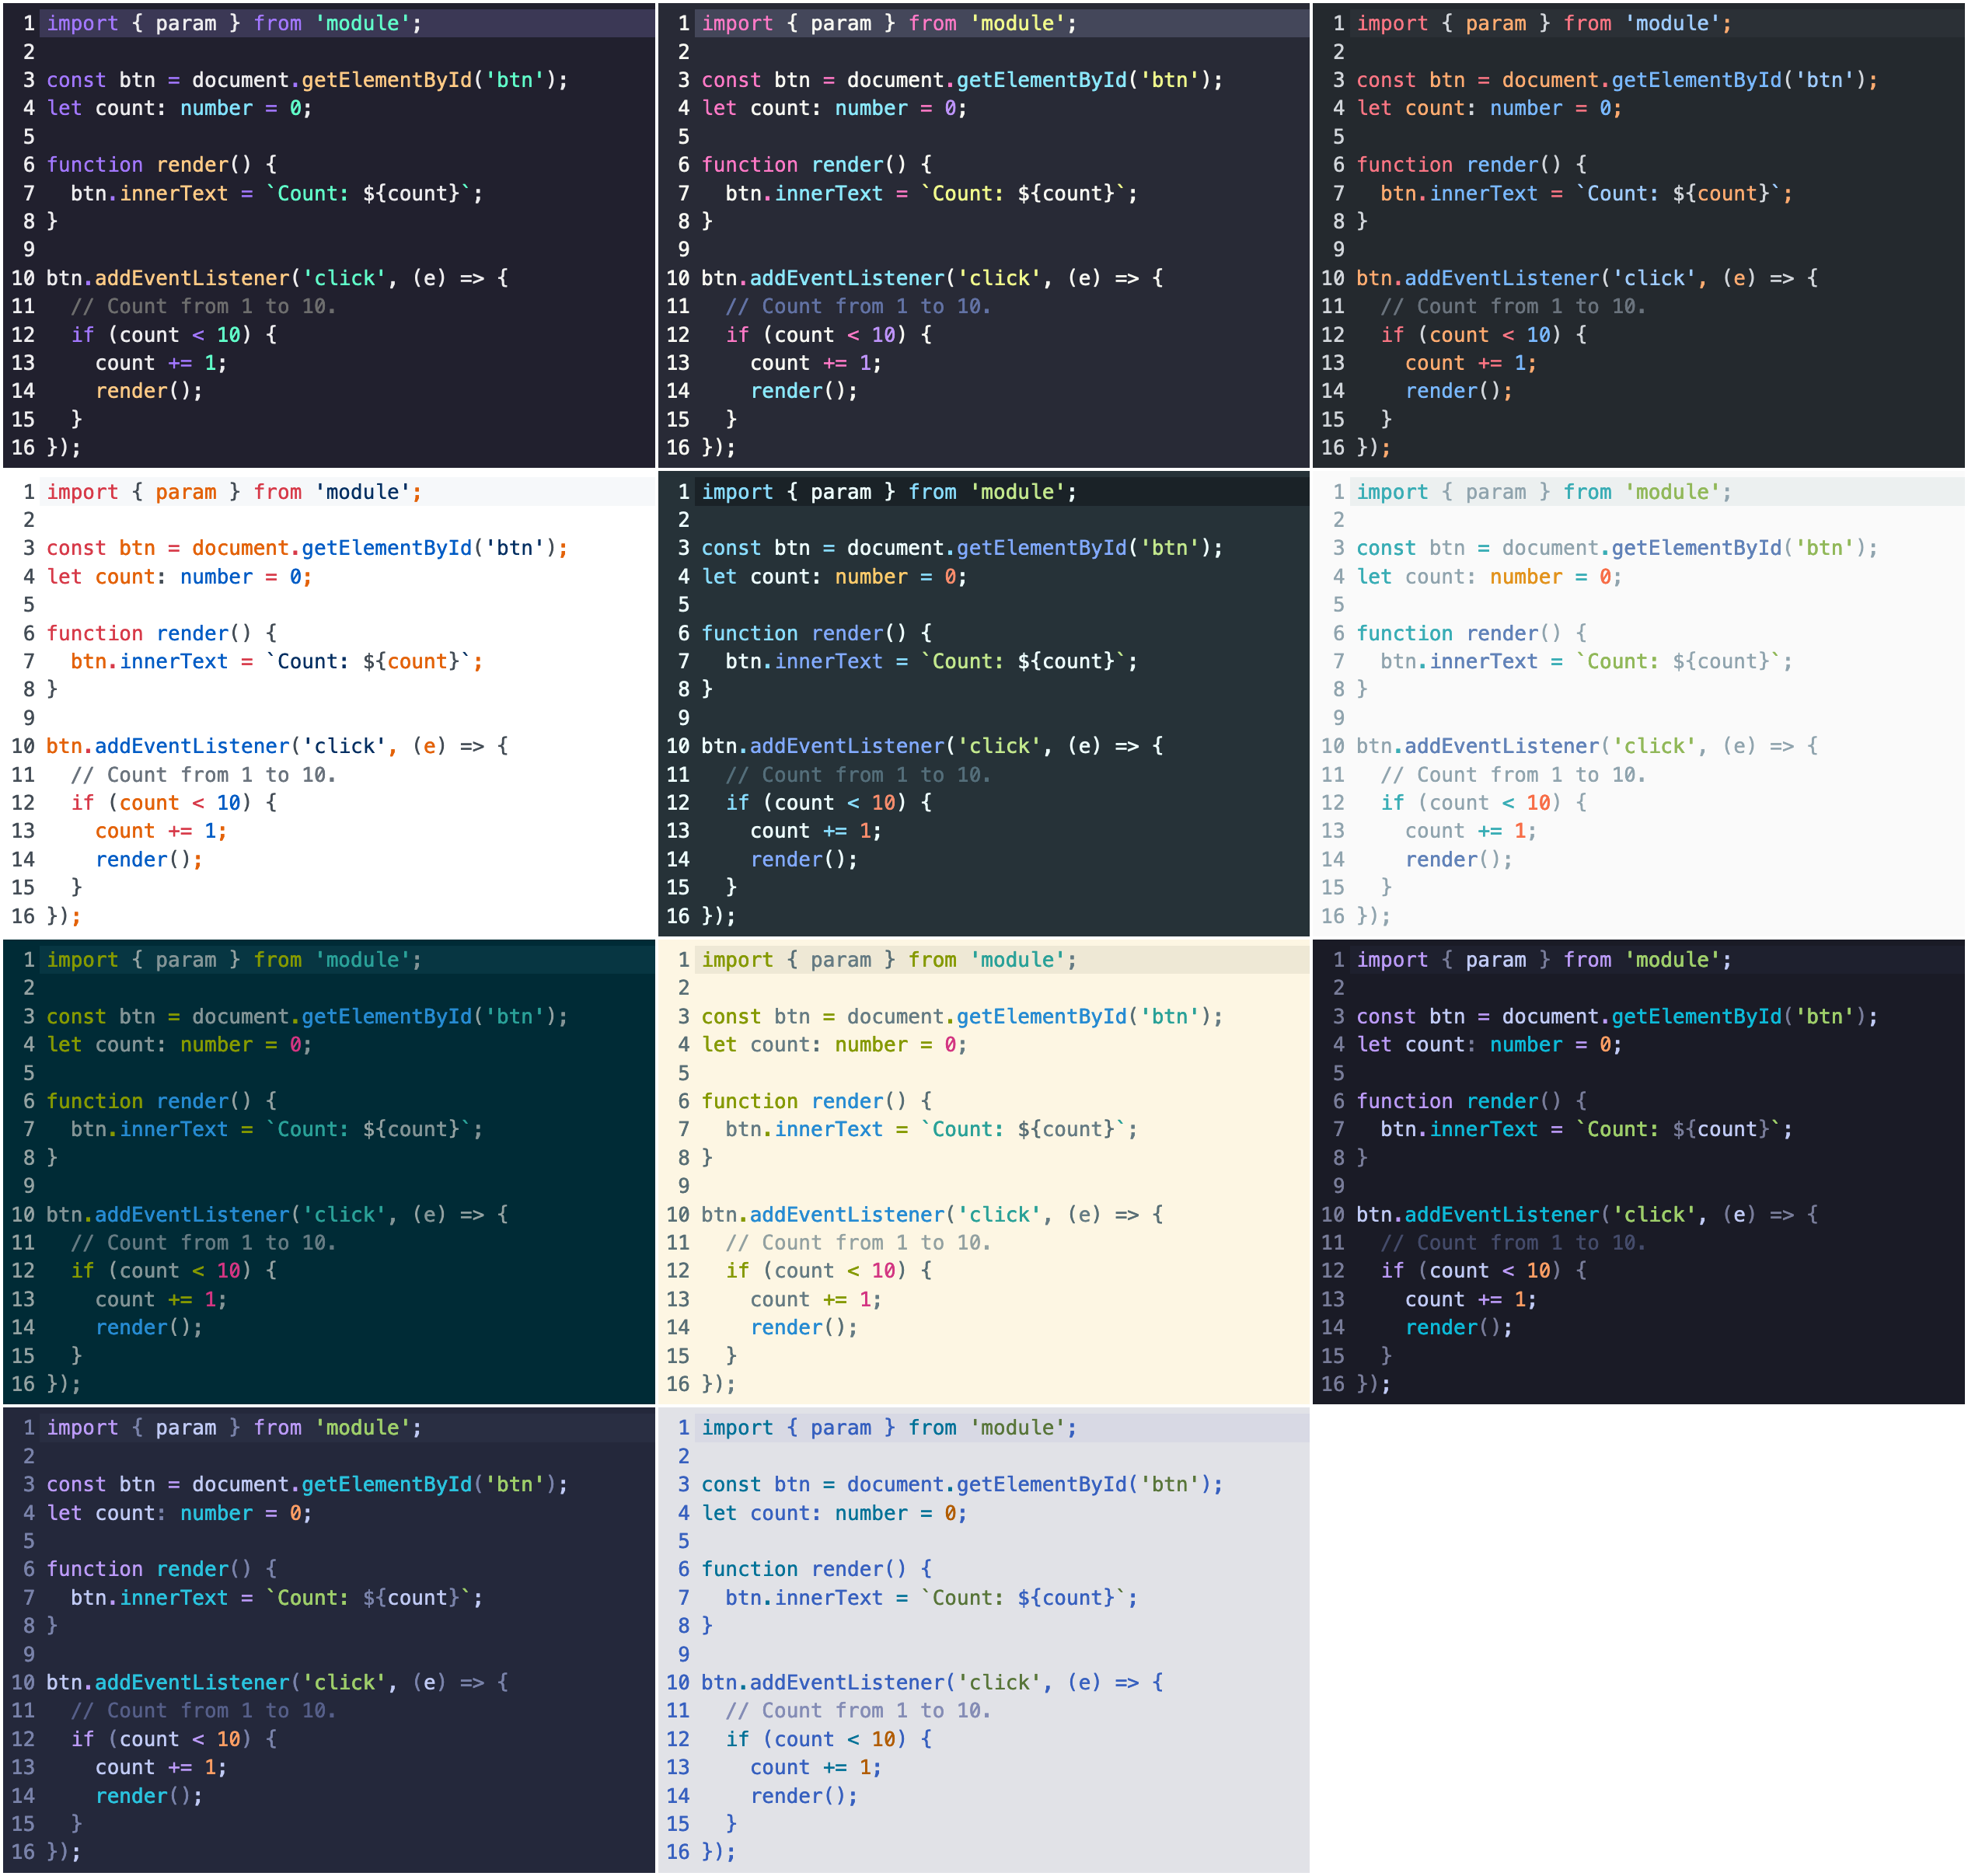 1 import { param } from 'module';
2
3 const btn = document.getElementById('btn');
4 let count: number = 0;
5
6 function render() {
7   btn.innerText = `Count: ${count}`;
8 }
9
10 btn.addEventListener('click', (e) => {
11   // Count from 1 to 10.
12   if (count < 10) {
13     count += 1;
14     render();
15   }
16 });
1 import { param } from 'module';
2
3 const btn = document.getElementById('btn');
4 let count: number = 0;
5
6 function render() {
7   btn.innerText = `Count: ${count}`;
8 }
9
10 btn.addEventListener('click', (e) => {
11   // Count from 1 to 10.
12   if (count < 10) {
13     count += 1;
14     render();
15   }
16 });
1 import { param } from 'module';
2
3 const btn = document.getElementById('btn');
4 let count: number = 0;
5
6 function render() {
7   btn.innerText = `Count: ${count}`;
8 }
9
10 btn.addEventListener('click', (e) => {
11   // Count from 1 to 10.
12   if (count < 10) {
13     count += 1;
14     render();
15   }
16 });
1 import { param } from 'module';
2
3 const btn = document.getElementById('btn');
4 let count: number = 0;
5
6 function render() {
7   btn.innerText = `Count: ${count}`;
8 }
9
10 btn.addEventListener('click', (e) => {
11   // Count from 1 to 10.
12   if (count < 10) {
13     count += 1;
14     render();
15   }
16 });
1 import { param } from 'module';
2
3 const btn = document.getElementById('btn');
4 let count: number = 0;
5
6 function render() {
7   btn.innerText = `Count: ${count}`;
8 }
9
10 btn.addEventListener('click', (e) => {
11   // Count from 1 to 10.
12   if (count < 10) {
13     count += 1;
14     render();
15   }
16 });
1 import { param } from 'module';
2
3 const btn = document.getElementById('btn');
4 let count: number = 0;
5
6 function render() {
7   btn.innerText = `Count: ${count}`;
8 }
9
10 btn.addEventListener('click', (e) => {
11   // Count from 1 to 10.
12   if (count < 10) {
13     count += 1;
14     render();
15   }
16 });
1 import { param } from 'module';
2
3 const btn = document.getElementById('btn');
4 let count: number = 0;
5
6 function render() {
7   btn.innerText = `Count: ${count}`;
8 }
9
10 btn.addEventListener('click', (e) => {
11   // Count from 1 to 10.
12   if (count < 10) {
13     count += 1;
14     render();
15   }
16 });
1 import { param } from 'module';
2
3 const btn = document.getElementById('btn');
4 let count: number = 0;
5
6 function render() {
7   btn.innerText = `Count: ${count}`;
8 }
9
10 btn.addEventListener('click', (e) => {
11   // Count from 1 to 10.
12   if (count < 10) {
13     count += 1;
14     render();
15   }
16 });
1 import { param } from 'module';
2
3 const btn = document.getElementById('btn');
4 let count: number = 0;
5
6 function render() {
7   btn.innerText = `Count: ${count}`;
8 }
9
10 btn.addEventListener('click', (e) => {
11   // Count from 1 to 10.
12   if (count < 10) {
13     count += 1;
14     render();
15   }
16 });
1 import { param } from 'module';
2
3 const btn = document.getElementById('btn');
4 let count: number = 0;
5
6 function render() {
7   btn.innerText = `Count: ${count}`;
8 }
9
10 btn.addEventListener('click', (e) => {
11   // Count from 1 to 10.
12   if (count < 10) {
13     count += 1;
14     render();
15   }
16 });
1 import { param } from 'module';
2
3 const btn = document.getElementById('btn');
4 let count: number = 0;
5
6 function render() {
7   btn.innerText = `Count: ${count}`;
8 }
9
10 btn.addEventListener('click', (e) => {
11   // Count from 1 to 10.
12   if (count < 10) {
13     count += 1;
14     render();
15   }
16 });